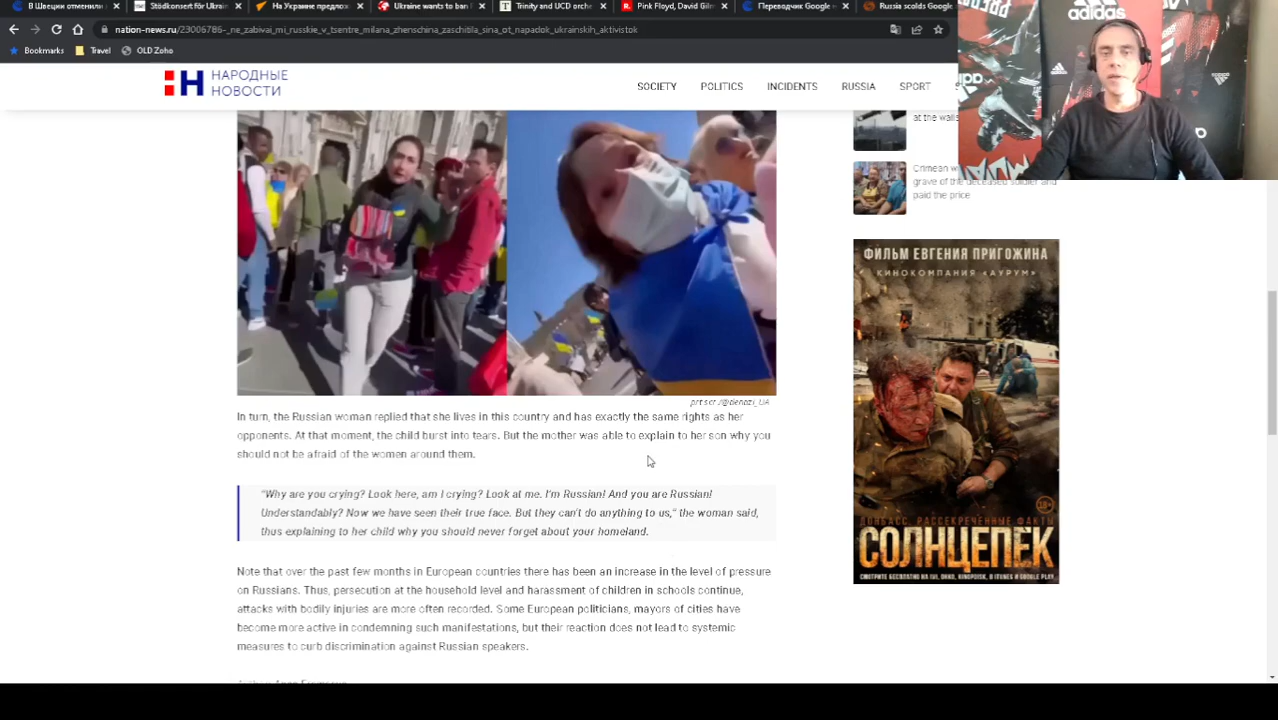 В Швеции отменили
Stödkonsert för Ukrain
На Украине предлож
Ukraine wants to ban
Trinity and UCD orche
Pink Floyd, David Gilm
Переводчик Google
Russia scolds Google
nation-news.ru/23006786-_ne_zabivai_mi_russkie_v_tsentre_milana_zhenschina_zaschitila_sina_ot_napadok_ukrainskih_aktivistok
Bookmarks
Travel
OLD Zoho
adidas
Н НАРОДНЫЕ
НОВОСТИ
SOCIETY
POLITICS
INCIDENTS
RUSSIA
SPORT
at the walls
Crimean
grave of the deceased soldier and
paid the price
prt scr /@denazi_UA
In turn, the Russian woman replied that she lives in this country and has exactly the same rights as her
opponents. At that moment, the child burst into tears. But the mother was able to explain to her son why you
should not be afraid of the women around them.
"Why are you crying? Look here, am I crying? Look at me. I'm Russian! And you are Russian!
Understandably? Now we have seen their true face. But they can't do anything to us," the woman said,
thus explaining to her child why you should never forget about your homeland.
Note that over the past few months in European countries there has been an increase in the level of pressure
on Russians. Thus, persecution at the household level and harassment of children in schools continue,
attacks with bodily injuries are more often recorded. Some European politicians, mayors of cities have
become more active in condemning such manifestations, but their reaction does not lead to systemic
measures to curb discrimination against Russian speakers.
ФИЛЬМ ЕВГЕНИЯ ПРИГОЖИНА
КИНОКОМПАНИЯ «АУРУМ»
18+
ДОНБАСС. РАССЕКРЕЧЕННЫЕ ФАКТЫ
СОЛНЦЕПЁК